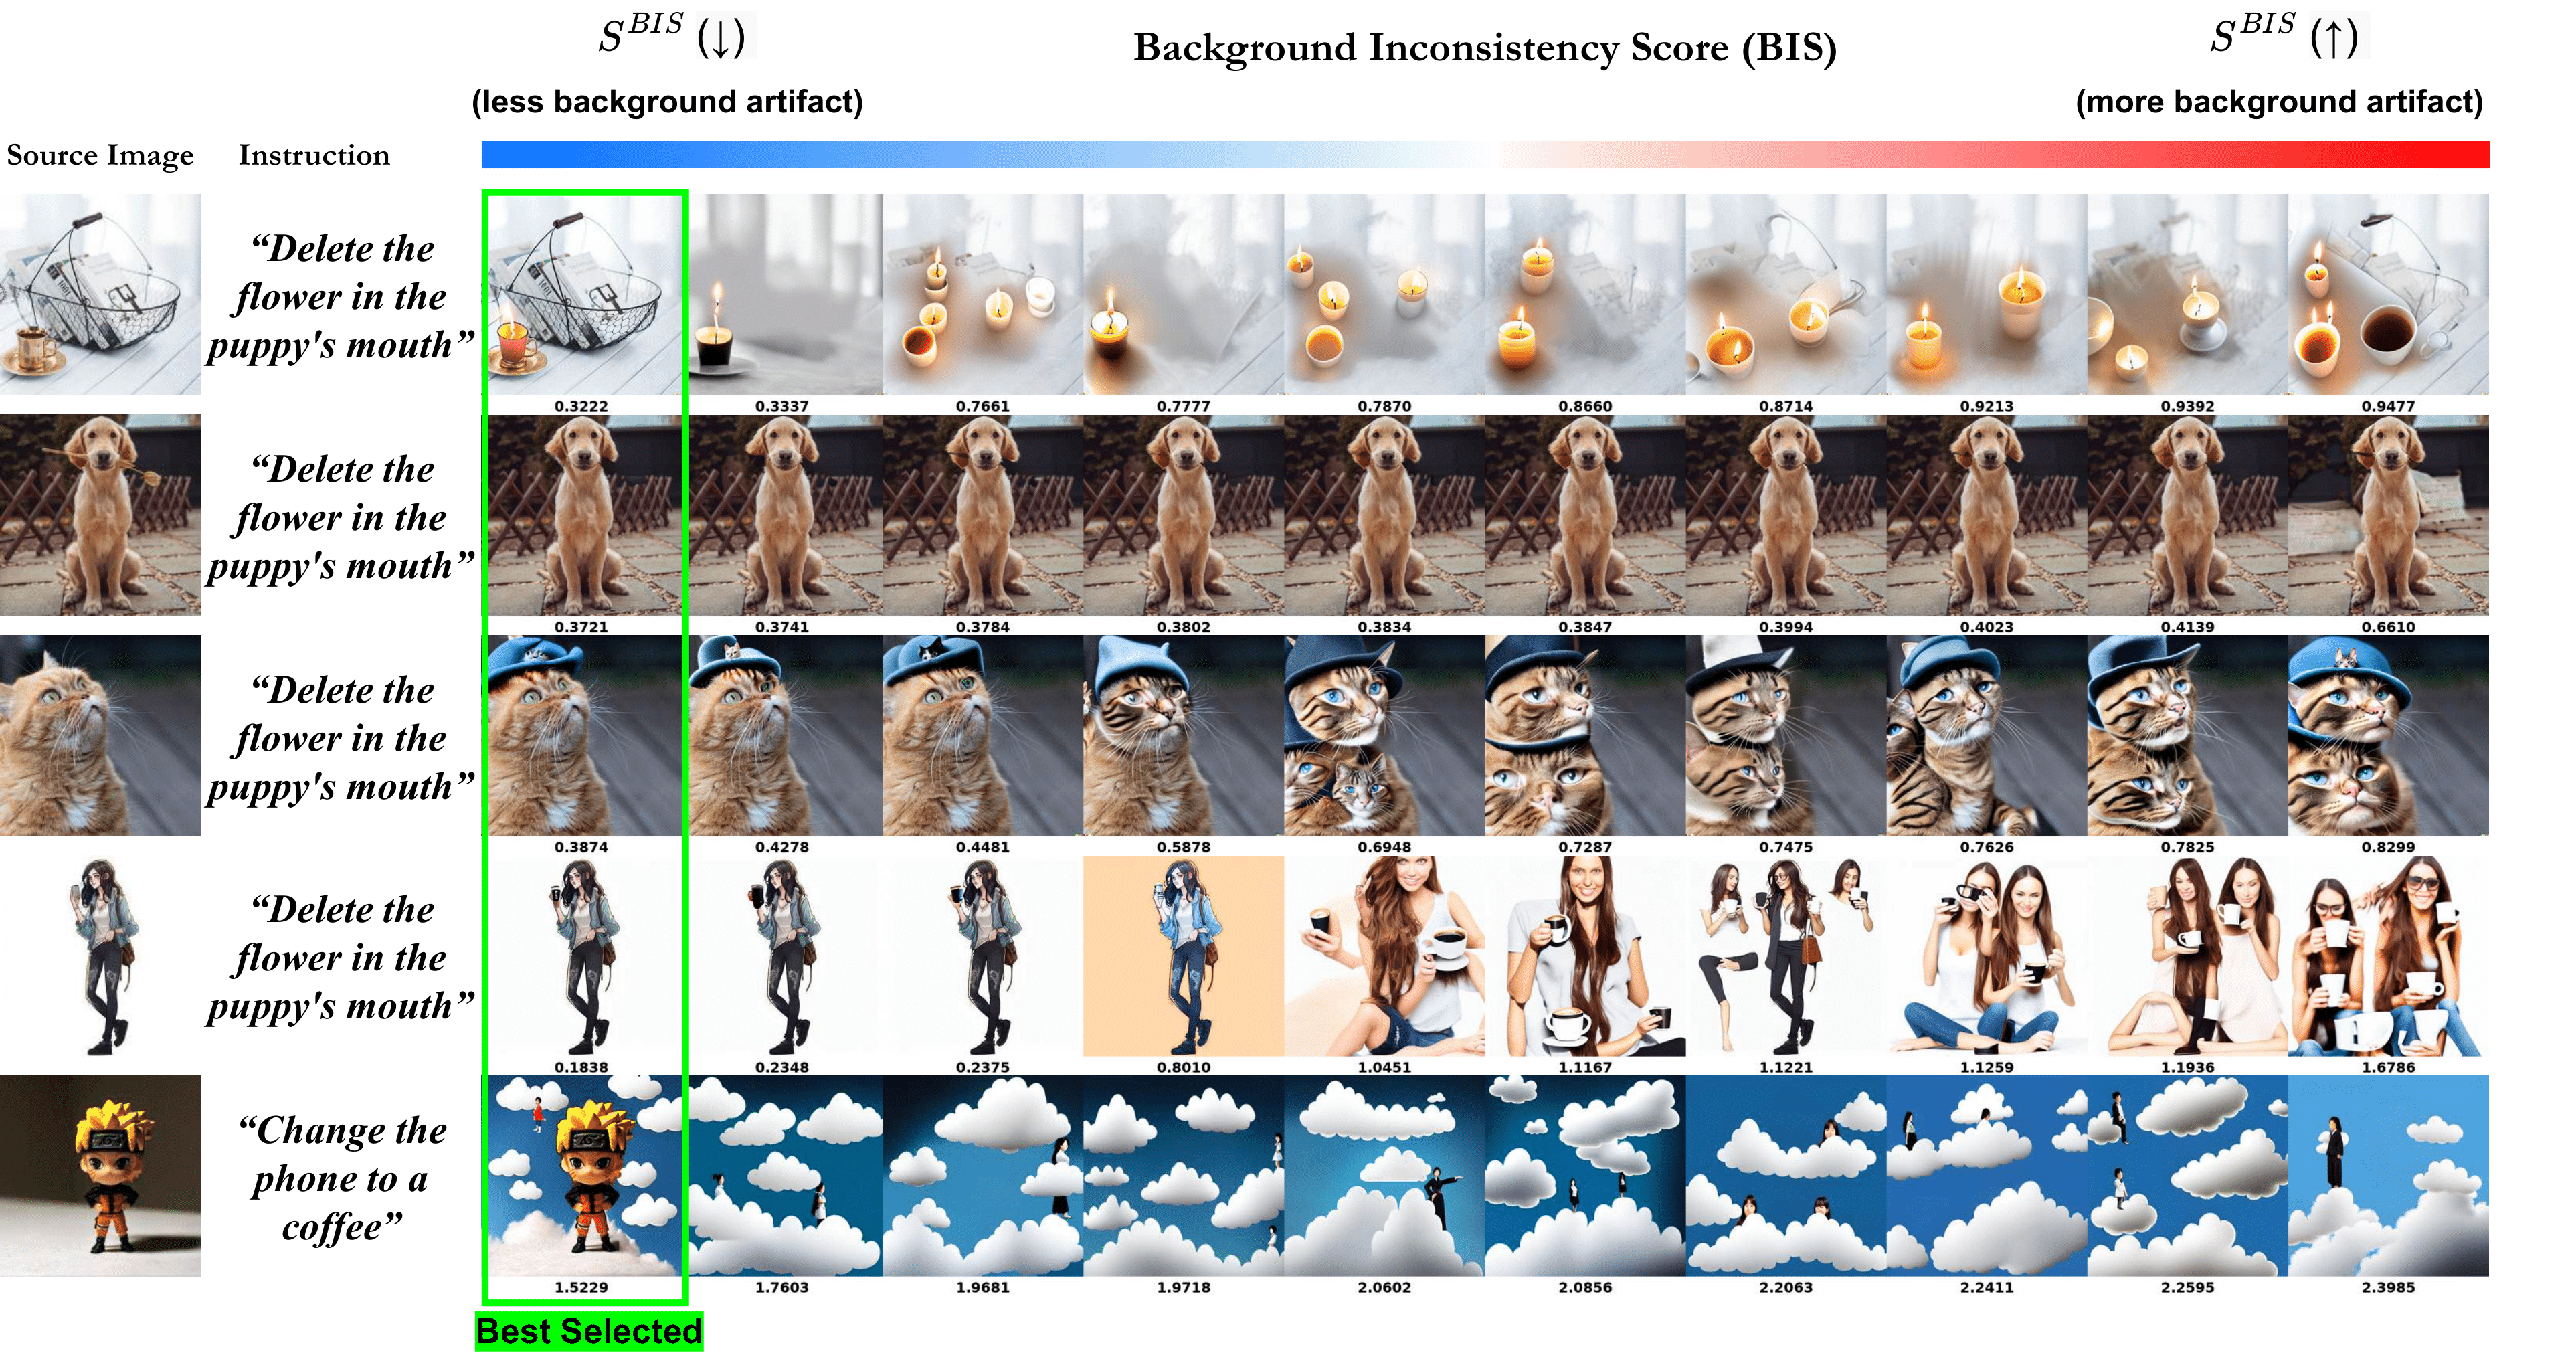 S^{BIS} (↓)
Background Inconsistency Score (BIS)
S^{BIS} (↑)
(less background artifact)
(more background artifact)
Source Image
Instruction
“Delete the
flower in the
puppy's mouth”
0.3222 0.3337 0.7661 0.7777 0.7870 0.8660 0.8714 0.9213 0.9392 0.9477
“Delete the
flower in the
puppy's mouth”
0.3721 0.3741 0.3784 0.3802 0.3834 0.3847 0.3994 0.4023 0.4139 0.6610
“Delete the
flower in the
puppy's mouth”
0.3874 0.4278 0.4481 0.5878 0.6948 0.7287 0.7475 0.7626 0.7825 0.8299
“Delete the
flower in the
puppy's mouth”
0.1838 0.2348 0.2375 0.8010 1.0451 1.1167 1.1221 1.1259 1.1936 1.6786
“Change the
phone to a
coffee”
1.5229 1.7603 1.9681 1.9718 2.0602 2.0856 2.2063 2.2411 2.2595 2.3985
Best Selected